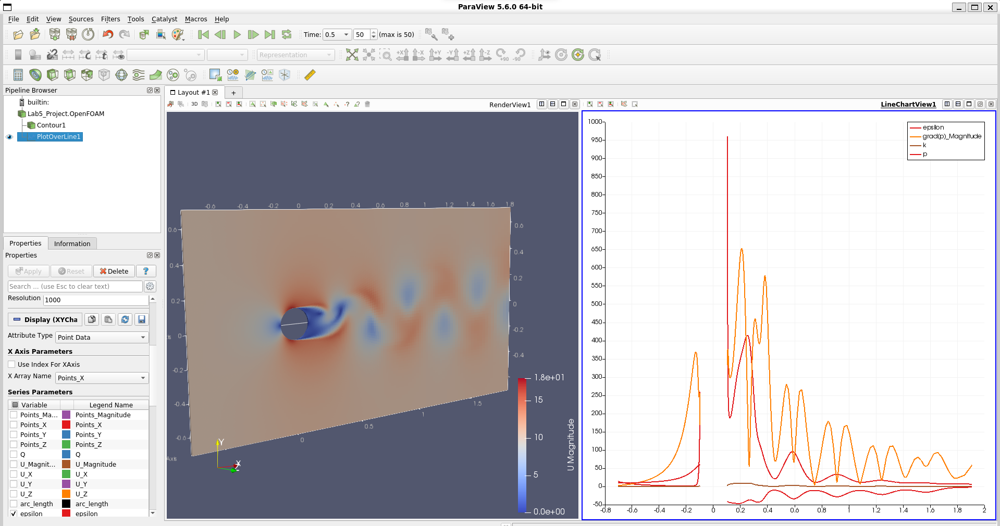 ParaView 5.6.0 64-bit
File Edit View Sources Filters Tools Catalyst Macros Help
Time: 0.5 50 (max is 50)
Representation
+X -X +Y -Y +Z -Z +90 -90
Pipeline Browser
builtin:
Lab5_Project.OpenFOAM
Contour1
PlotOverLine1
Properties Information
Properties
Apply Reset Delete ?
Search ... (use Esc to clear text)
Resolution 1000
Display (XYCha
Attribute Type Point Data
X Axis Parameters
Use Index For XAxis
X Array Name Points_X
Series Parameters
Variable Legend Name
Points_Ma... Points_Magnitude
Points_X Points_X
Points_Y Points_Y
Points_Z Points_Z
Q Q
U_Magnit... U_Magnitude
U_X U_X
U_Y U_Y
U_Z U_Z
arc_length arc_length
epsilon epsilon
Layout #1 +
3D RenderView1
-0.6 -0.4 -0.2 0 0.2 0.4 0.6 0.8 1 1.2 1.4 1.6 1.8
0.6
0.4
0.2
0
-0.2
-0.4
-0.6
0.6
0.4
0.2
0
-0.2
-0.4
0 0.5 1 1.5
Y
X
Z
1.8e+01
15
10
5
0.0e+00
U Magnitude
LineChartView1
epsilon
grad(p)_Magnitude
k
p
1000
950
900
850
800
750
700
650
600
550
500
450
400
350
300
250
200
150
100
50
0
-50
-0.8 -0.6 -0.4 -0.2 0 0.2 0.4 0.6 0.8 1 1.2 1.4 1.6 1.8 2